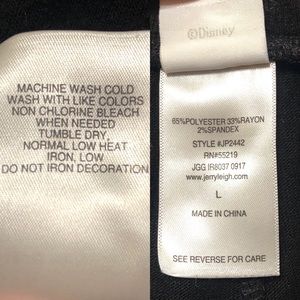 MACHINE WASH COLD
WASH WITH LIKE COLORS
NON CHLORINE BLEACH
WHEN NEEDED
TUMBLE DRY,
NORMAL LOW HEAT
IRON, LOW
DO NOT IRON DECORATION
©Disney
65%POLYESTER 33%RAYON
2%SPANDEX
STYLE #JP2442
RN#55219
JGG IR8037 0917
www.jerryleigh.com
L
MADE IN CHINA
SEE REVERSE FOR CARE